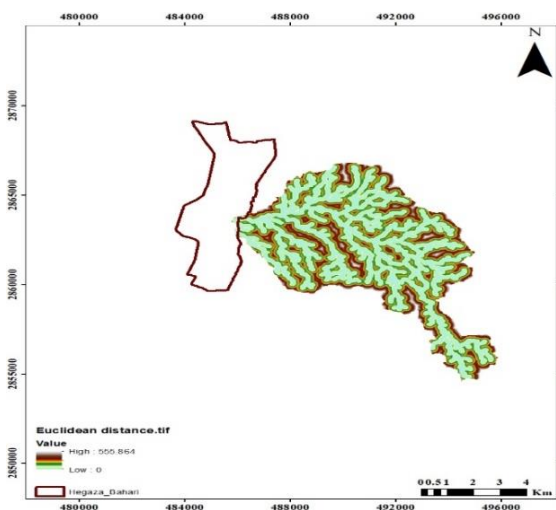 480000 484000 488000 492000 496000
N
2870000
2865000
2860000
2855000
2850000
Euclidean distance.tif
Value
High : 555.864
Low : 0
Hegaza_Bahari
0 0.5 1 2 3 4
Km
480000 484000 488000 492000 496000